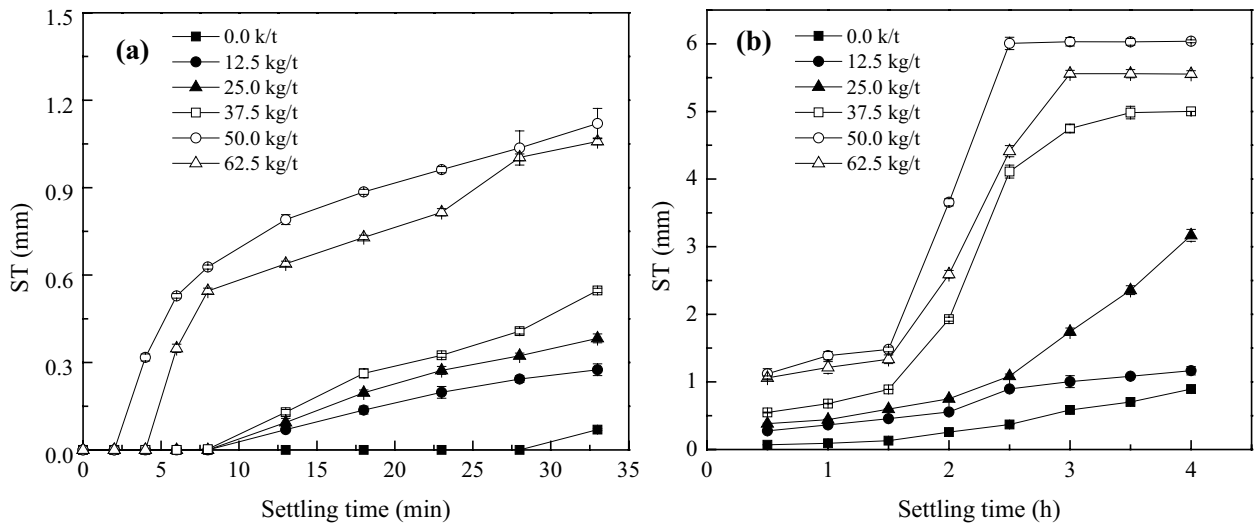 (a)
0.0 k/t
12.5 kg/t
25.0 kg/t
37.5 kg/t
50.0 kg/t
62.5 kg/t
1.5
1.2
0.9
0.6
0.3
0.0
ST (mm)
0 5 10 15 20 25 30 35
Settling time (min)
(b)
0.0 k/t
12.5 kg/t
25.0 kg/t
37.5 kg/t
50.0 kg/t
62.5 kg/t
6
5
4
3
2
1
0
ST (mm)
0 1 2 3 4
Settling time (h)